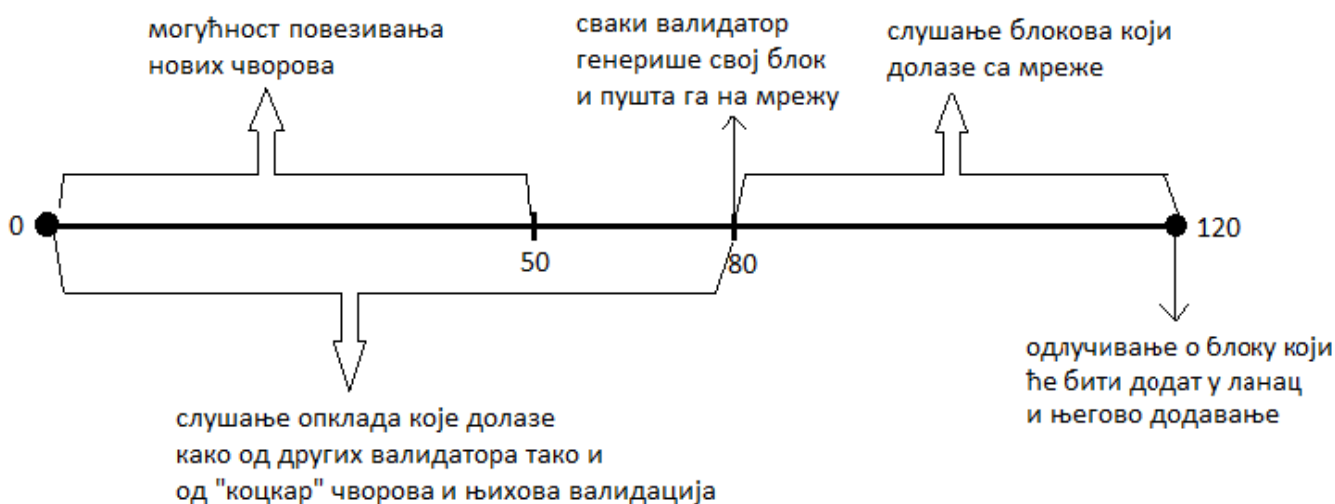 могућност повезивања
нових чворова
сваки валидатор
генерише свој блок
и пушта га на мрежу
слушање блокова који
долазе са мреже
0
50
80
120
слушање опклада које долазе
како од других валидатора тако и
од "коцкар" чворова и њихова валидација
одлучивање о блоку који
ће бити додат у ланац
и његово додавање